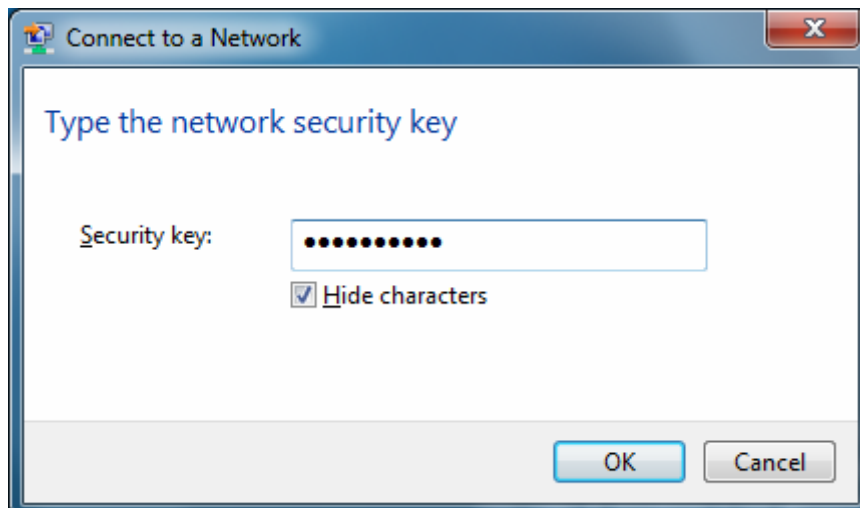 Connect to a Network
Type the network security key
Security key: ••••••••••
Hide characters
OK Cancel